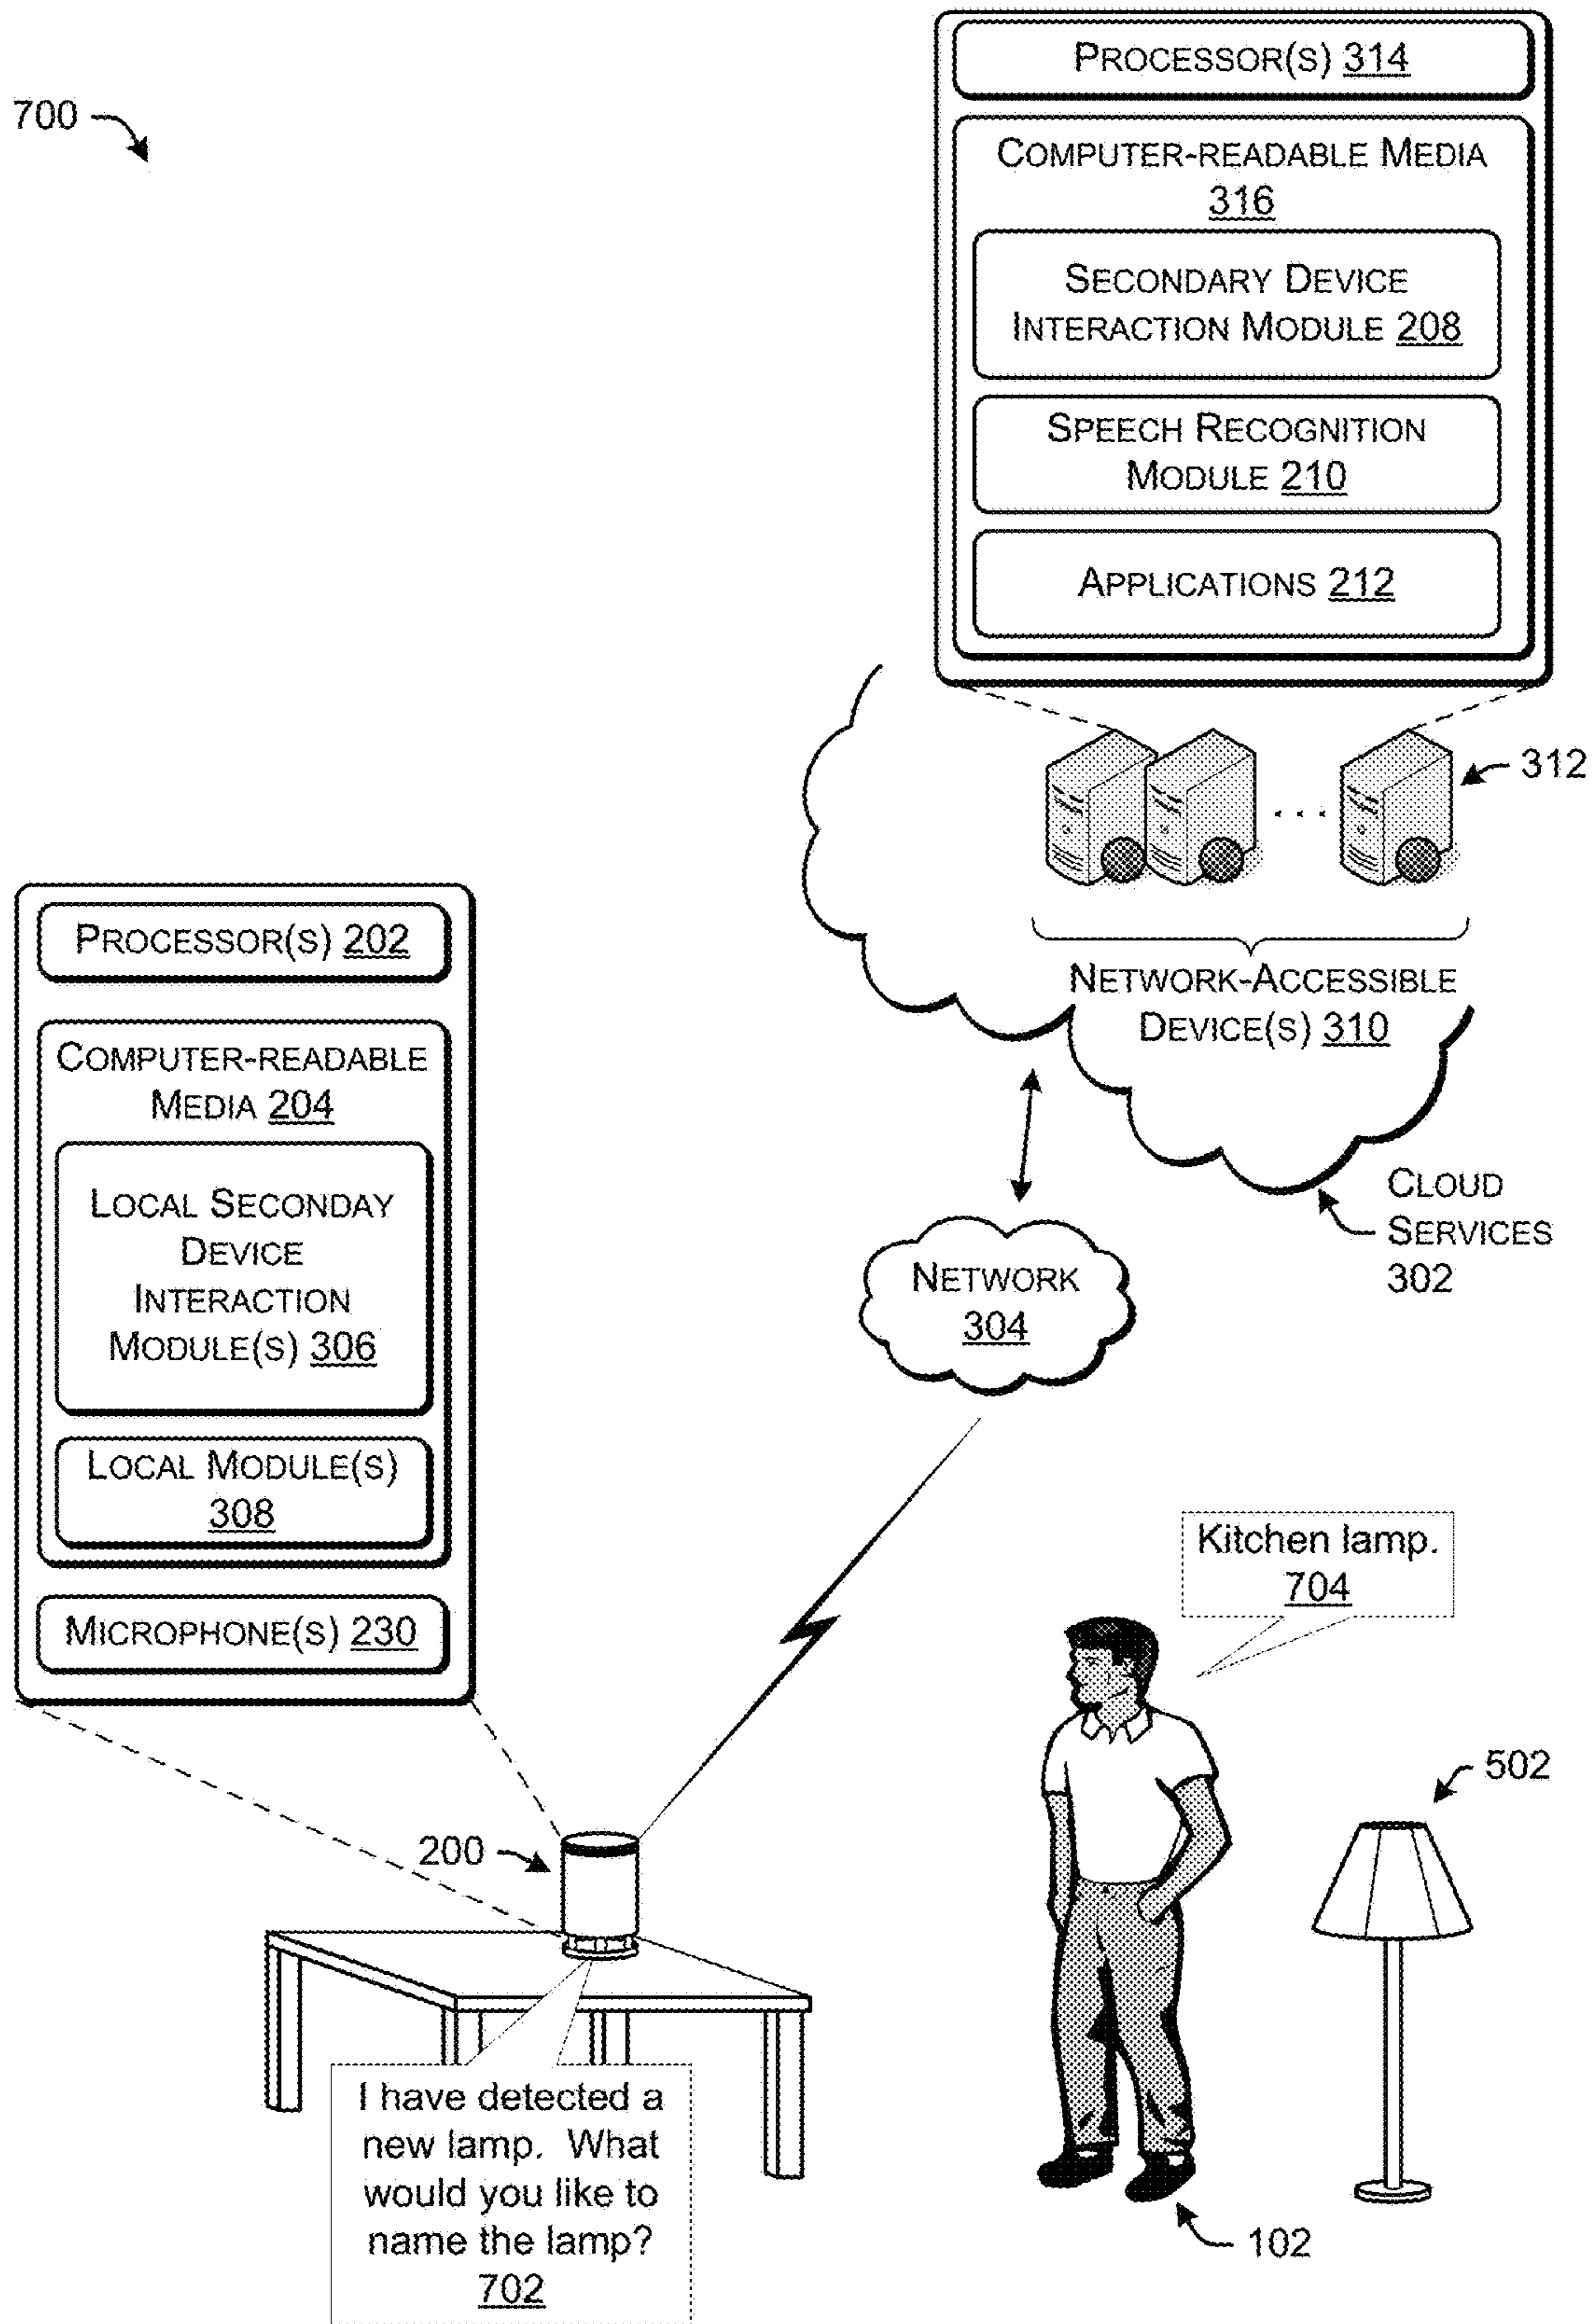 700
PROCESSOR(S) 314
COMPUTER-READABLE MEDIA
316
SECONDARY DEVICE
INTERACTION MODULE 208
SPEECH RECOGNITION
MODULE 210
APPLICATIONS 212
312
NETWORK-ACCESSIBLE
DEVICE(S) 310
CLOUD
SERVICES
302
NETWORK
304
PROCESSOR(S) 202
COMPUTER-READABLE
MEDIA 204
LOCAL SECONDAY
DEVICE
INTERACTION
MODULE(S) 306
LOCAL MODULE(S)
308
MICROPHONE(S) 230
Kitchen lamp.
704
502
200
I have detected a
new lamp. What
would you like to
name the lamp?
702
102